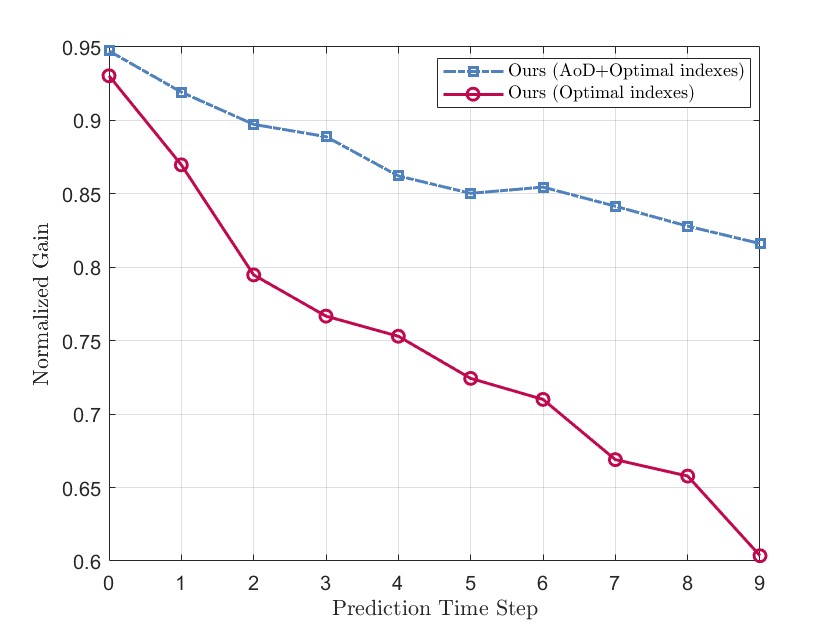 Ours (AoD+Optimal indexes)
Ours (Optimal indexes)
0.95
0.9
0.85
0.8
0.75
0.7
0.65
0.6
Normalized Gain
0 1 2 3 4 5 6 7 8 9
Prediction Time Step